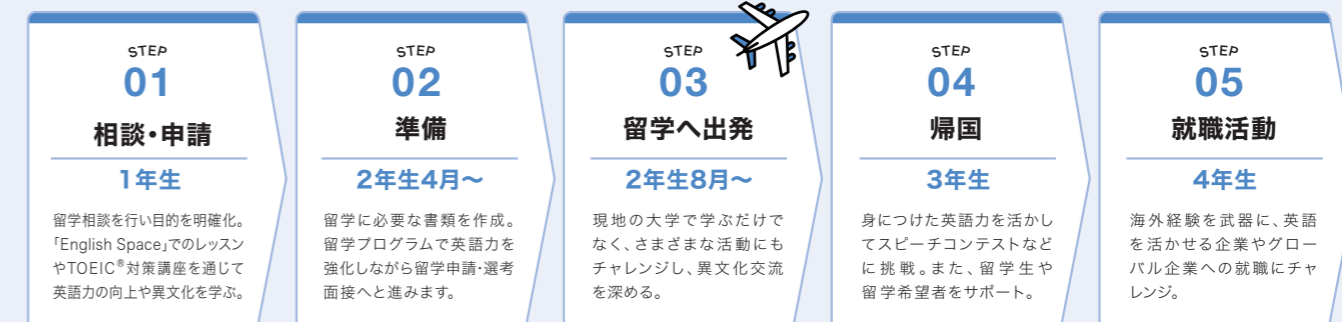 STEP
01
相談・申請
1年生
留学相談を行い目的を明確化。
「English Space」でのレッスン
やTOEIC®対策講座を通じて
英語力の向上や異文化を学ぶ。
STEP
02
準備
2年生4月〜
留学に必要な書類を作成。
留学プログラムで英語力を
強化しながら留学申請・選考
面接へと進みます。
STEP
03
留学へ出発
2年生8月〜
現地の大学で学ぶだけで
なく、さまざまな活動にも
チャレンジし、異文化交流
を深める。
STEP
04
帰国
3年生
身につけた英語力を活かし
てスピーチコンテストなど
に挑戦。また、留学生や
留学希望者をサポート。
STEP
05
就職活動
4年生
海外経験を武器に、英語
を活かせる企業やグロー
バル企業への就職にチャ
レンジ。